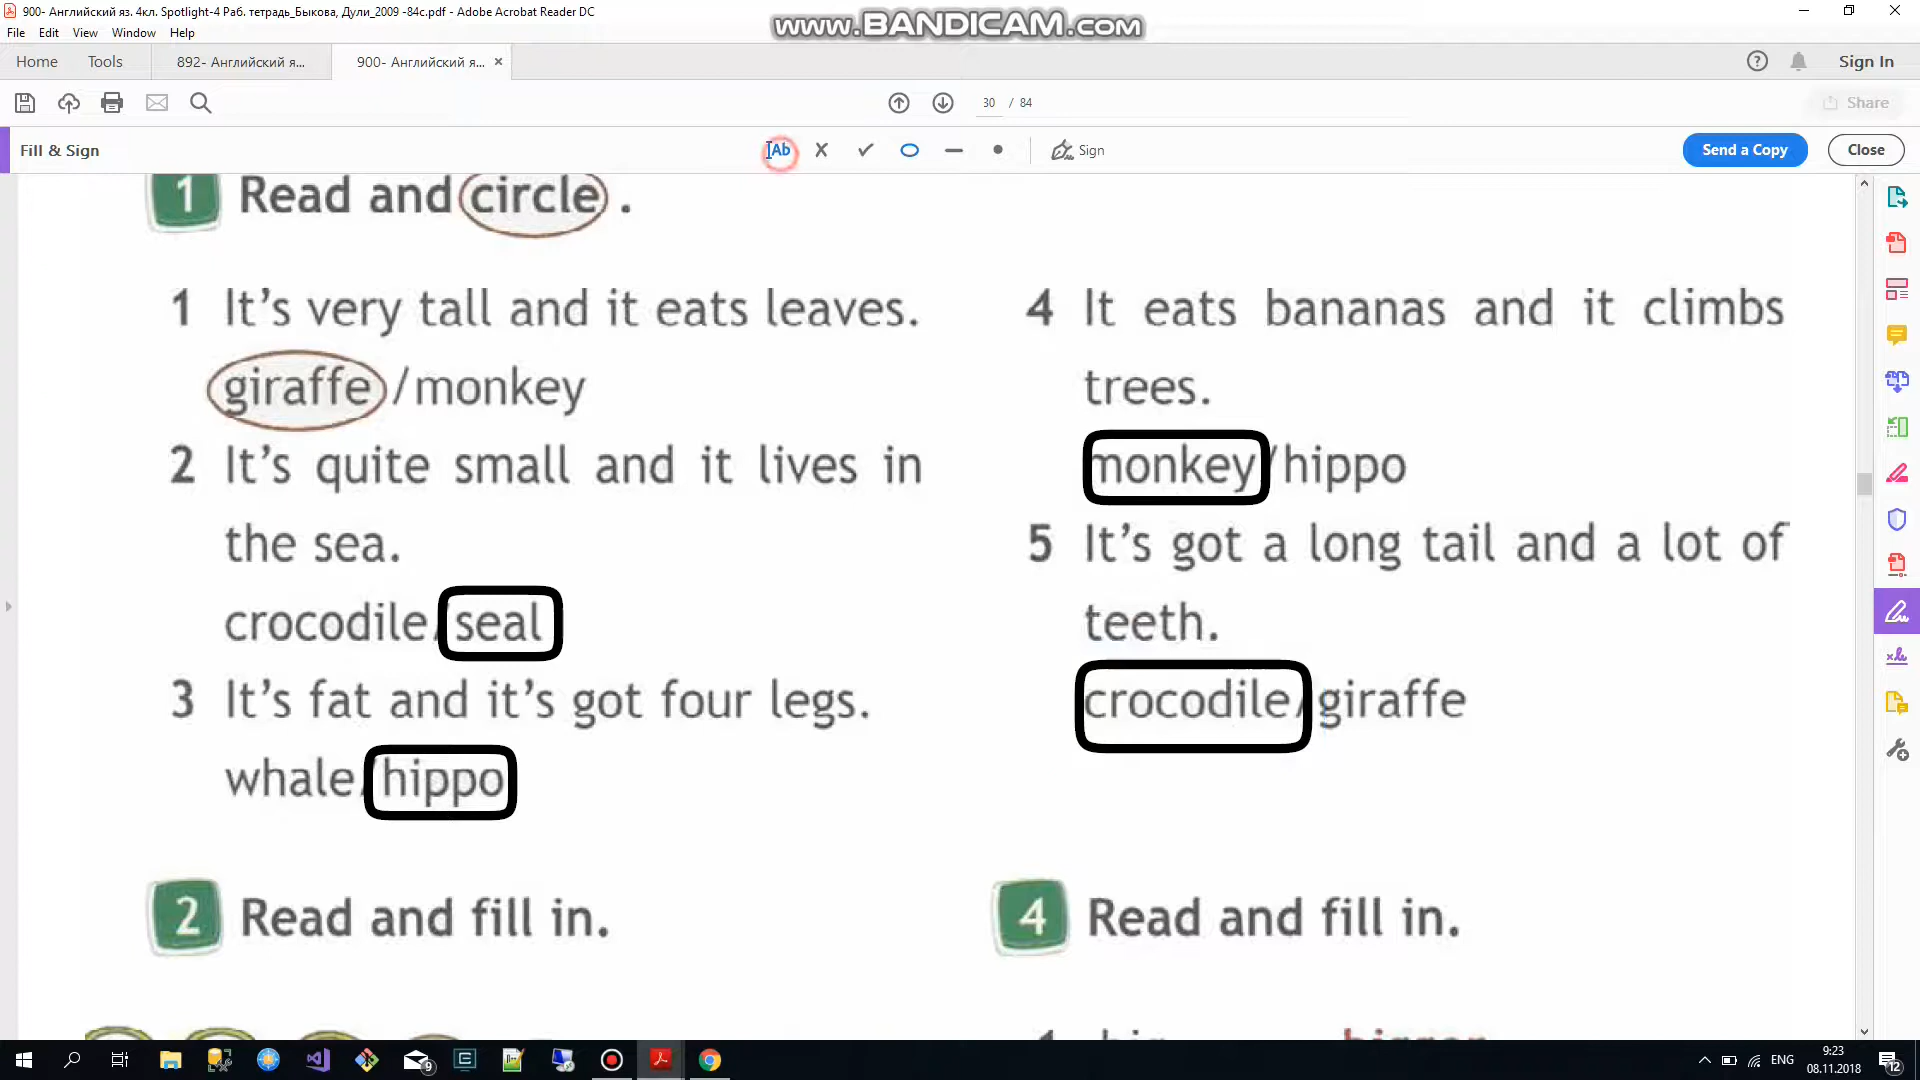 900- Английский яз. 4кл. Spotlight-4 Раб. тетрадь_Быкова, Дули_2009 -84с.pdf - Adobe Acrobat Reader DC
www.BANDICAM.com
File Edit View Window Help
Home Tools 892- Английский я... 900- Английский я... Sign In
30 / 84 Share
Fill & Sign Ab Sign Send a Copy Close
1 Read and circle .
1 It's very tall and it eats leaves.
giraffe /monkey
2 It's quite small and it lives in
the sea.
crocodile/seal
3 It's fat and it's got four legs.
whale/hippo
4 It eats bananas and it climbs
trees.
monkey/hippo
5 It's got a long tail and a lot of
teeth.
crocodile/giraffe
2 Read and fill in.
4 Read and fill in.
9 ENG 9:23
08.11.2018 12